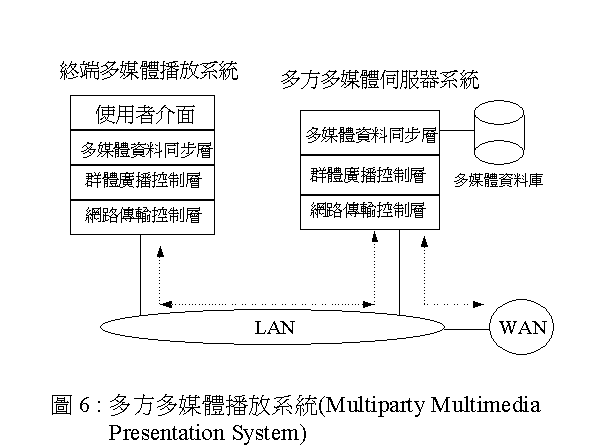 終端多媒體播放系統
使用者介面
多媒體資料同步層
群體廣播控制層
網路傳輸控制層
多方多媒體伺服器系統
多媒體資料同步層
群體廣播控制層
網路傳輸控制層
多媒體資料庫
LAN
WAN
圖 6 : 多方多媒體播放系統(Multiparty Multimedia
Presentation System)